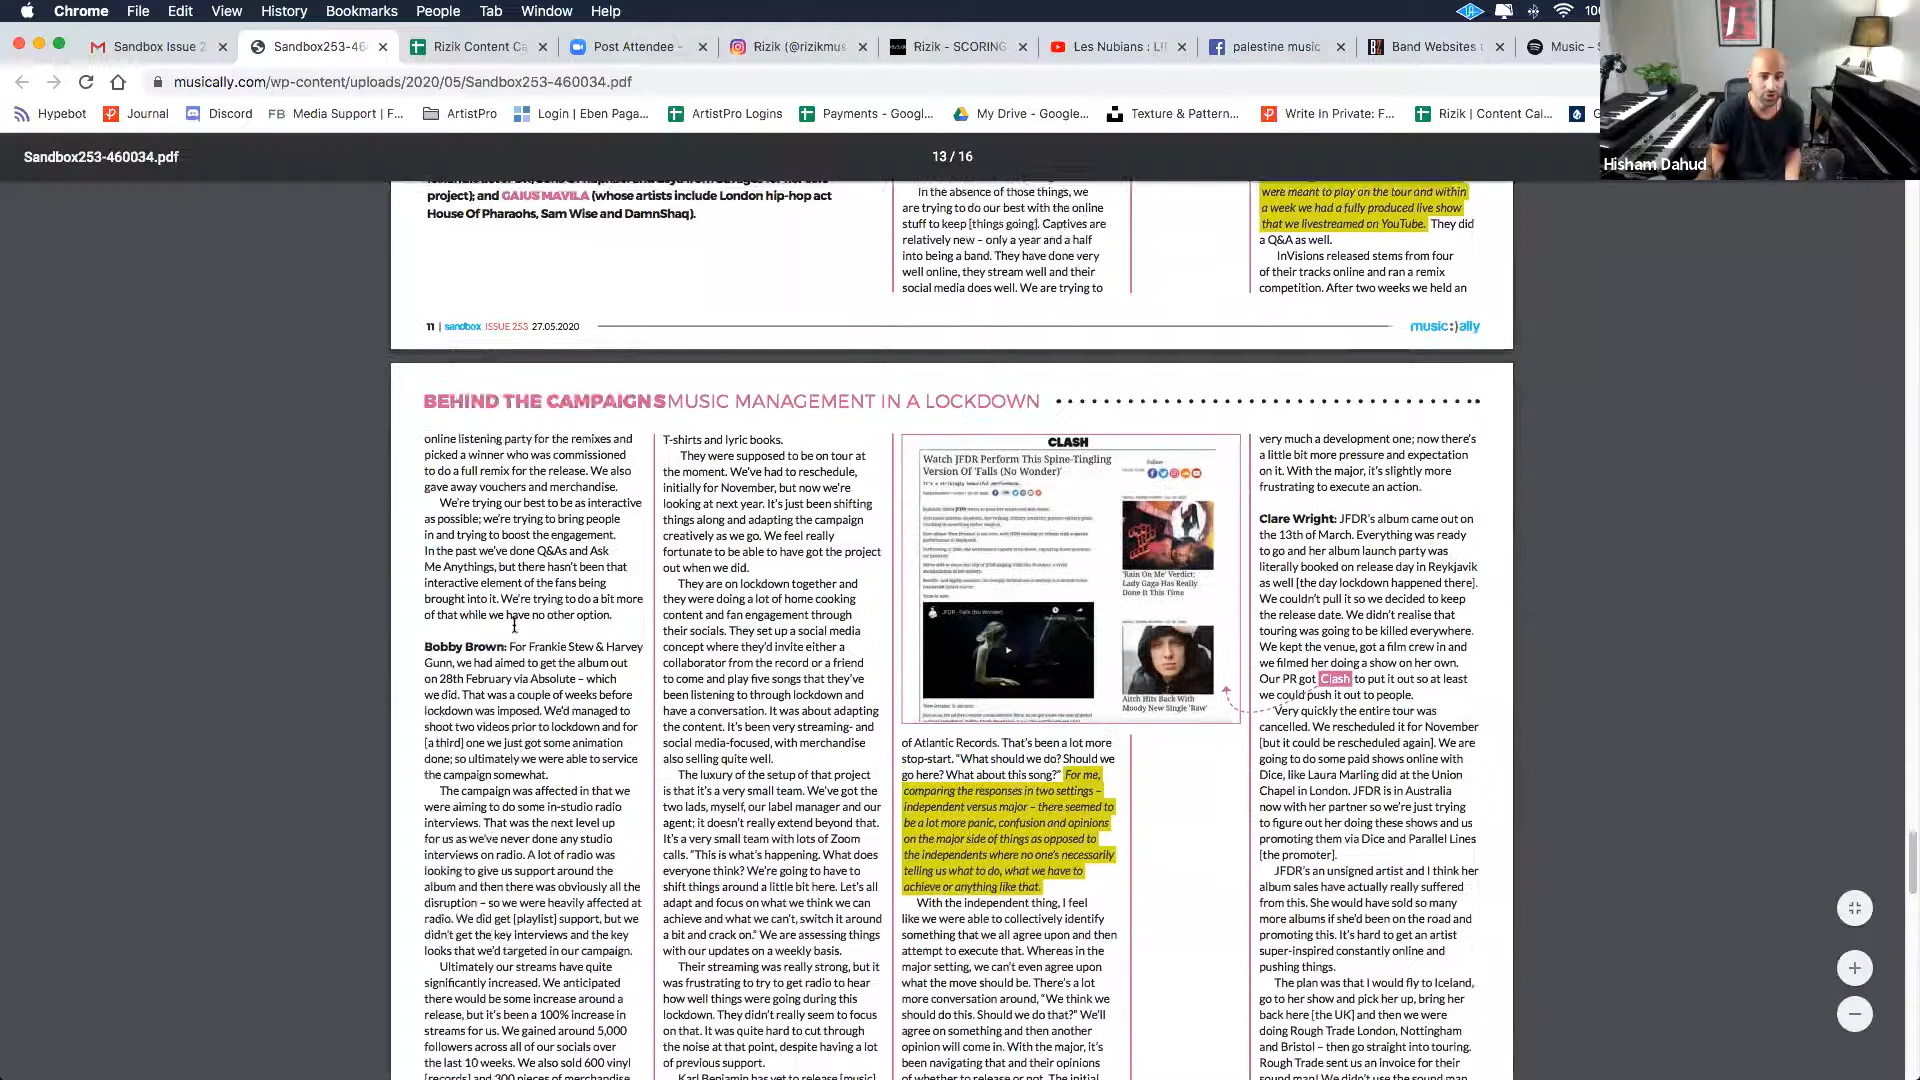 Chrome File Edit View History Bookmarks People Tab Window Help
Sandbox Issue 2
Sandbox253-46
Rizik Content Ca
Post Attendee -
Rizik (@rizikmus
Rizik - SCORING
Les Nubians : LI
palestine music
Band Websites
Music – S
musically.com/wp-content/uploads/2020/05/Sandbox253-460034.pdf
Hypebot Journal Discord FB Media Support | F... ArtistPro Login | Eben Paga... ArtistPro Logins Payments - Googl... My Drive - Google... Texture & Pattern... Write In Private: F... Rizik | Content Cal...
Hisham Dahud
Sandbox253-460034.pdf
13 / 16
project); and GAIUS MAVILA (whose artists include London hip-hop act
House Of Pharaohs, Sam Wise and DamnShaq).
In the absence of those things, we
are trying to do our best with the online
stuff to keep [things going]. Captives are
relatively new – only a year and a half
into being a band. They have done very
well online, they stream well and their
social media does well. We are trying to
were meant to play on the tour and within
a week we had a fully produced live show
that we livestreamed on YouTube. They did
a Q&A as well.
InVisions released stems from four
of their tracks online and ran a remix
competition. After two weeks we held an
11 | sandbox ISSUE 253 27.05.2020
music:)ally
BEHIND THE CAMPAIGNS MUSIC MANAGEMENT IN A LOCKDOWN
online listening party for the remixes and
picked a winner who was commissioned
to do a full remix for the release. We also
gave away vouchers and merchandise.
We're trying our best to be as interactive
as possible; we're trying to bring people
in and trying to boost the engagement.
In the past we've done Q&As and Ask
Me Anythings, but there hasn't been that
interactive element of the fans being
brought into it. We're trying to do a bit more
of that while we have no other option.
Bobby Brown: For Frankie Stew & Harvey
Gunn, we had aimed to get the album out
on 28th February via Absolute – which
we did. That was a couple of weeks before
lockdown was imposed. We'd managed to
shoot two videos prior to lockdown and for
[a third] one we just got some animation
done; so ultimately we were able to service
the campaign somewhat.
The campaign was affected in that we
were aiming to do some in-studio radio
interviews. That was the next level up
for us as we've never done any studio
interviews on radio. A lot of radio was
looking to give us support around the
album and then there was obviously all the
disruption – so we were heavily affected at
radio. We did get [playlist] support, but we
didn't get the key interviews and the key
looks that we'd targeted in our campaign.
Ultimately our streams have quite
significantly increased. We anticipated
there would be some increase around a
release, but it's been a 100% increase in
streams for us. We gained around 5,000
followers across all of our socials over
the last 10 weeks. We also sold 600 vinyl
[records] and 300 pieces of merchandise
T-shirts and lyric books.
They were supposed to be on tour at
the moment. We've had to reschedule,
initially for November, but now we're
looking at next year. It's just been shifting
things along and adapting the campaign
creatively as we go. We feel really
fortunate to be able to have got the project
out when we did.
They are on lockdown together and
they were doing a lot of home cooking
content and fan engagement through
their socials. They set up a social media
concept where they'd invite either a
collaborator from the record or a friend
to come and play five songs that they've
been listening to through lockdown and
have a conversation. It was about adapting
the content. It's been very streaming- and
social media-focused, with merchandise
also selling quite well.
The luxury of the setup of that project
is that it's a very small team. We've got the
two lads, myself, our label manager and our
agent; it doesn't really extend beyond that.
It's a very small team with lots of Zoom
calls. “This is what's happening. What does
everyone think? We're going to have to
shift things around a little bit here. Let's all
adapt and focus on what we think we can
achieve and what we can't, switch it around
a bit and crack on.” We are assessing things
with our updates on a weekly basis.
Their streaming was really strong, but it
was frustrating to try to get radio to hear
how well things were going during this
lockdown. They didn't really seem to focus
on that. It was quite hard to cut through
the noise at that point, despite having a lot
of previous support.
Karl Benjamin has yet to release [music]
CLASH
Watch JFDR Perform This Spine-Tingling
Version Of 'Falls (No Wonder)'
It's a strikingly beautiful performance.
Follow
JFDR - Falls (No Wonder)
'Rain On Me' Verdict:
Lady Gaga Has Really
Done It This Time
Aitch Hits Back With
Moody New Single 'Raw'
of Atlantic Records. That's been a lot more
stop-start. “What should we do? Should we
go here? What about this song?” For me,
comparing the responses in two settings –
independent versus major – there seemed to
be a lot more panic, confusion and opinions
on the major side of things as opposed to
the independents where no one's necessarily
telling us what to do, what we have to
achieve or anything like that.
With the independent thing, I feel
like we were able to collectively identify
something that we all agree upon and then
attempt to execute that. Whereas in the
major setting, we can't even agree upon
what the move should be. There's a lot
more conversation around, “We think we
should do this. Should we do that?” We'll
agree on something and then another
opinion will come in. With the major, it's
been navigating that and their opinions
of whether to release or not. The initial
very much a development one; now there's
a little bit more pressure and expectation
on it. With the major, it's slightly more
frustrating to execute an action.
Clare Wright: JFDR's album came out on
the 13th of March. Everything was ready
to go and her album launch party was
literally booked on release day in Reykjavik
as well [the day lockdown happened there].
We couldn't pull it so we decided to keep
the release date. We didn't realise that
touring was going to be killed everywhere.
We kept the venue, got a film crew in and
we filmed her doing a show on her own.
Our PR got Clash to put it out so at least
we could push it out to people.
Very quickly the entire tour was
cancelled. We rescheduled it for November
[but it could be rescheduled again]. We are
going to do some paid shows online with
Dice, like Laura Marling did at the Union
Chapel in London. JFDR is in Australia
now with her partner so we're just trying
to figure out her doing these shows and us
promoting them via Dice and Parallel Lines
[the promoter].
JFDR's an unsigned artist and I think her
album sales have actually really suffered
from this. She would have sold so many
more albums if she'd been on the road and
promoting this. It's hard to get an artist
super-inspired constantly online and
pushing things.
The plan was that I would fly to Iceland,
go to her show and pick her up, bring her
back here [the UK] and then we were
doing Rough Trade London, Nottingham
and Bristol – then go straight into touring.
Rough Trade sent us an invoice for their
sound man! We didn't use the sound man